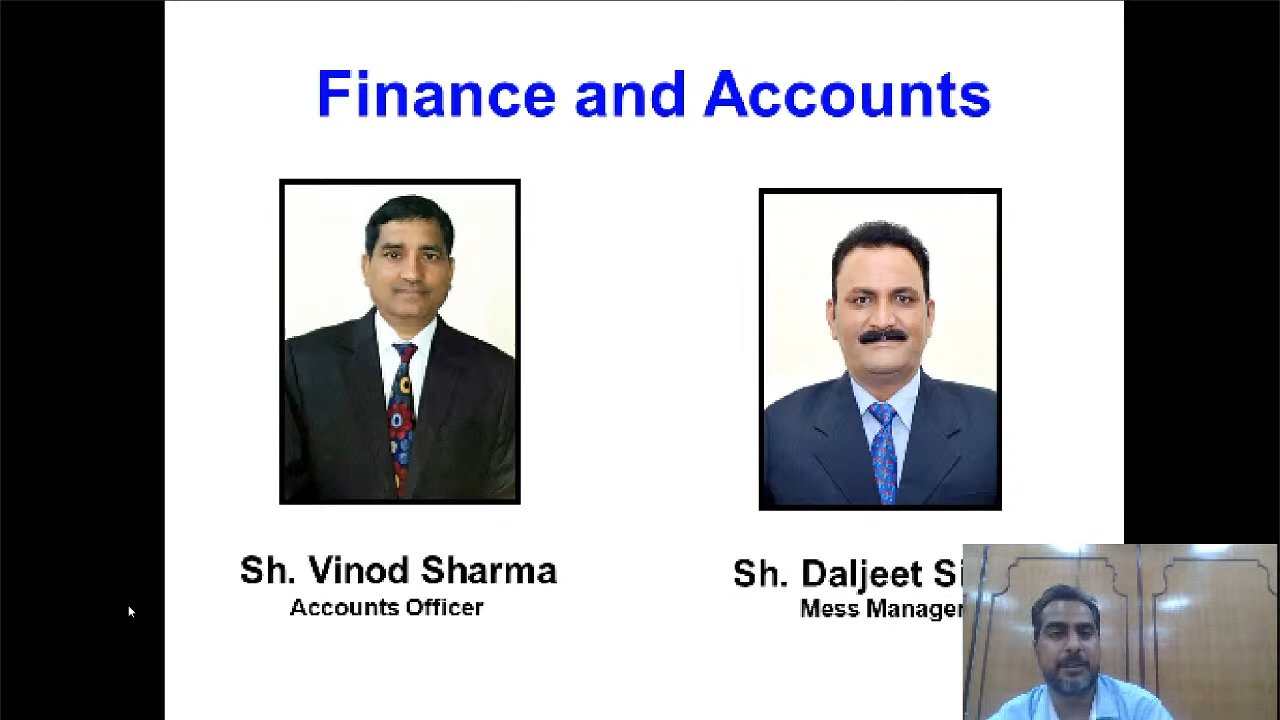 Finance and Accounts
Sh. Vinod Sharma
Accounts Officer
Sh. Daljeet
Mess Manager